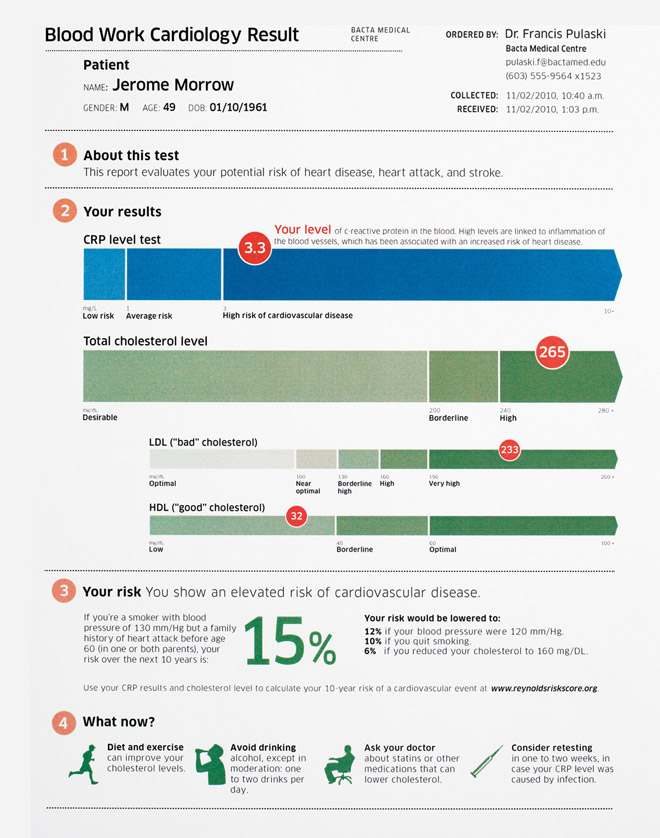 Blood Work Cardiology Result
BACTA MEDICAL
CENTRE
ORDERED BY: Dr. Francis Pulaski
Bacta Medical Centre
pulaski.f@bactamed.edu
(603) 555-9564 x1523
COLLECTED: 11/02/2010, 10:40 a.m.
RECEIVED: 11/02/2010, 1:03 p.m.
Patient
NAME: Jerome Morrow
GENDER: M AGE: 49 DOB: 01/10/1961
1 About this test
This report evaluates your potential risk of heart disease, heart attack, and stroke.
2 Your results
CRP level test
3.3
Your level of c-reactive protein in the blood. High levels are linked to inflammation of
the blood vessels, which has been associated with an increased risk of heart disease.
mg/L 1 3 10+
Low risk Average risk High risk of cardiovascular disease
Total cholesterol level
265
mg/dL 200 240 280+
Desirable Borderline High
LDL ("bad" cholesterol)
233
mg/dL 100 130 160 190 260+
Optimal Near Borderline High Very high
optimal high
HDL ("good" cholesterol)
32
mg/dL 40 60 100+
Low Borderline Optimal
3 Your risk You show an elevated risk of cardiovascular disease.
If you're a smoker with blood
pressure of 130 mm/Hg but a family
history of heart attack before age
60 (in one or both parents), your
risk over the next 10 years is:
15%
Your risk would be lowered to:
12% if your blood pressure were 120 mm/Hg.
10% if you quit smoking.
6% if you reduced your cholesterol to 160 mg/DL.
Use your CRP results and cholesterol level to calculate your 10-year risk of a cardiovascular event at www.reynoldsriskscore.org.
4 What now?
Diet and exercise
can improve your
cholesterol levels.
Avoid drinking
alcohol, except in
moderation: one
to two drinks per
day.
Ask your doctor
about statins or other
medications that can
lower cholesterol.
Consider retesting
in one to two weeks, in
case your CRP level was
caused by infection.